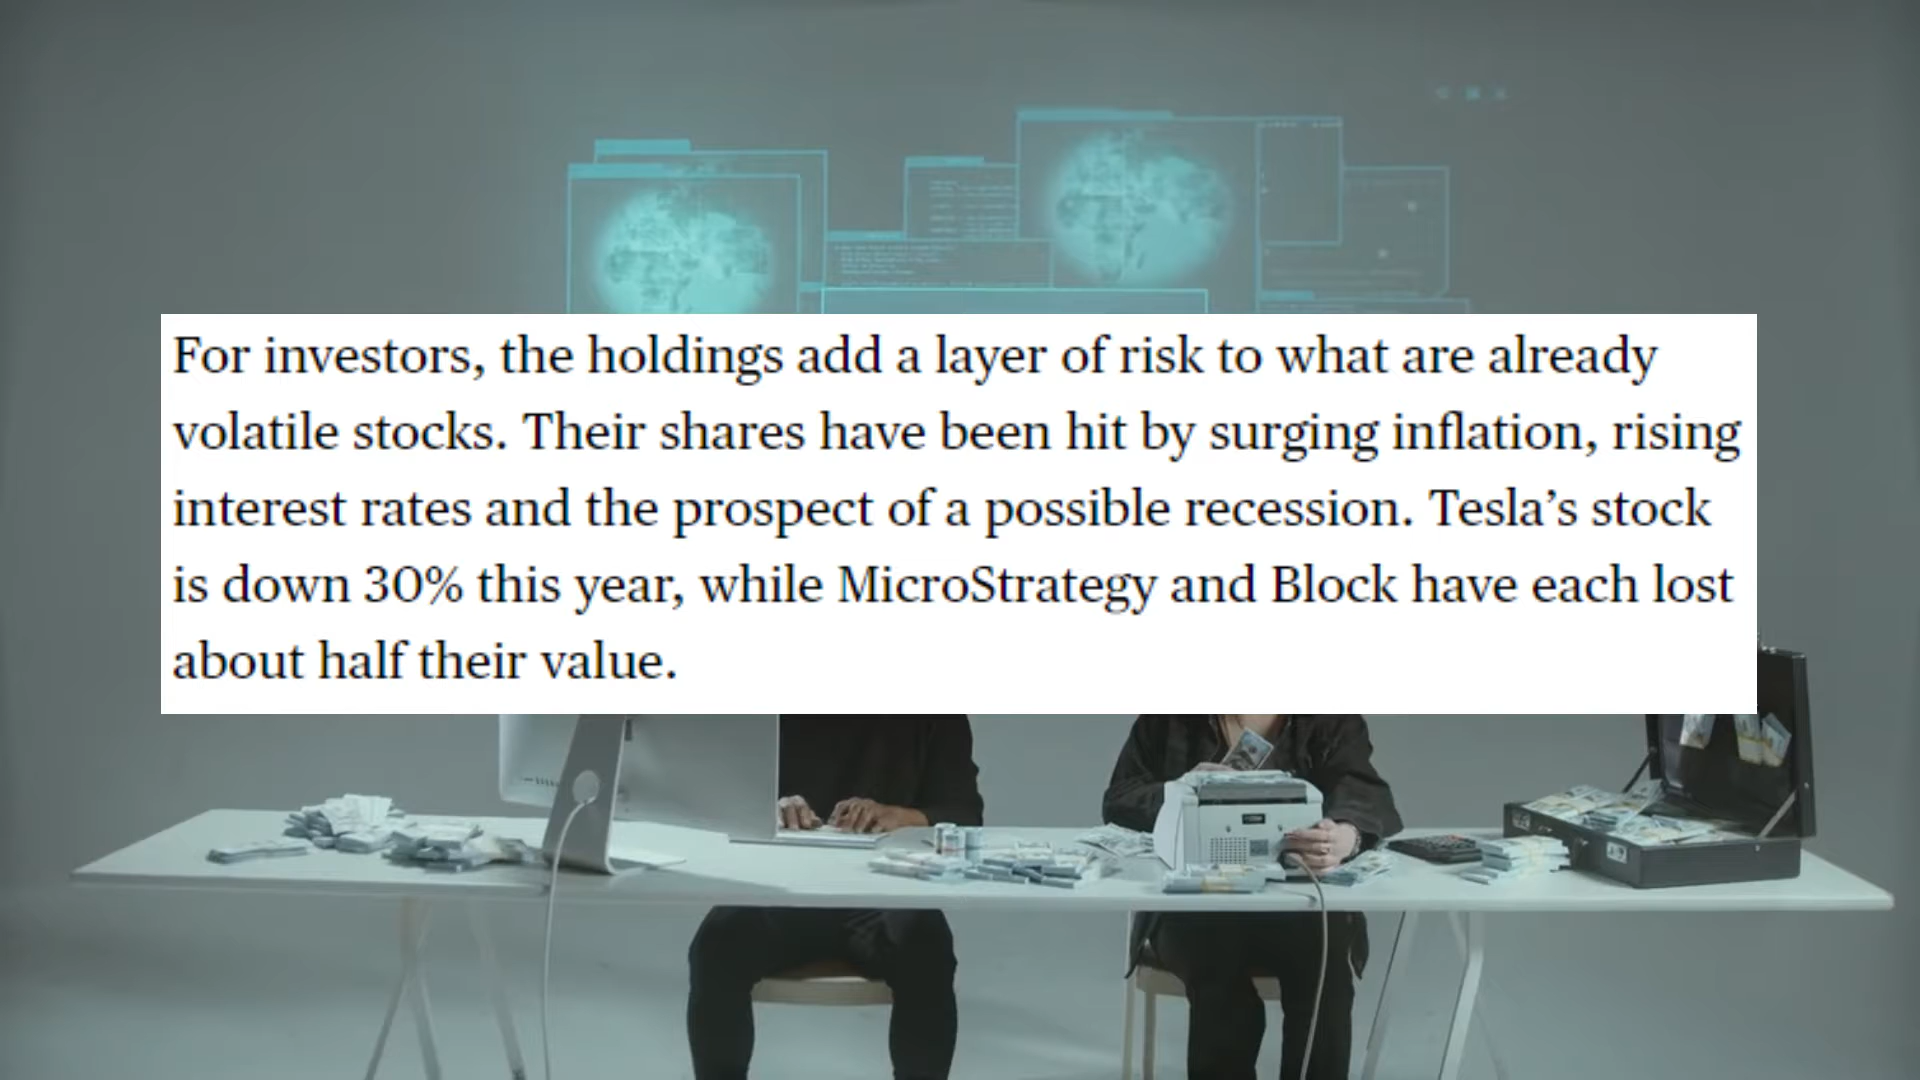 For investors, the holdings add a layer of risk to what are already
volatile stocks. Their shares have been hit by surging inflation, rising
interest rates and the prospect of a possible recession. Tesla’s stock
is down 30% this year, while MicroStrategy and Block have each lost
about half their value.